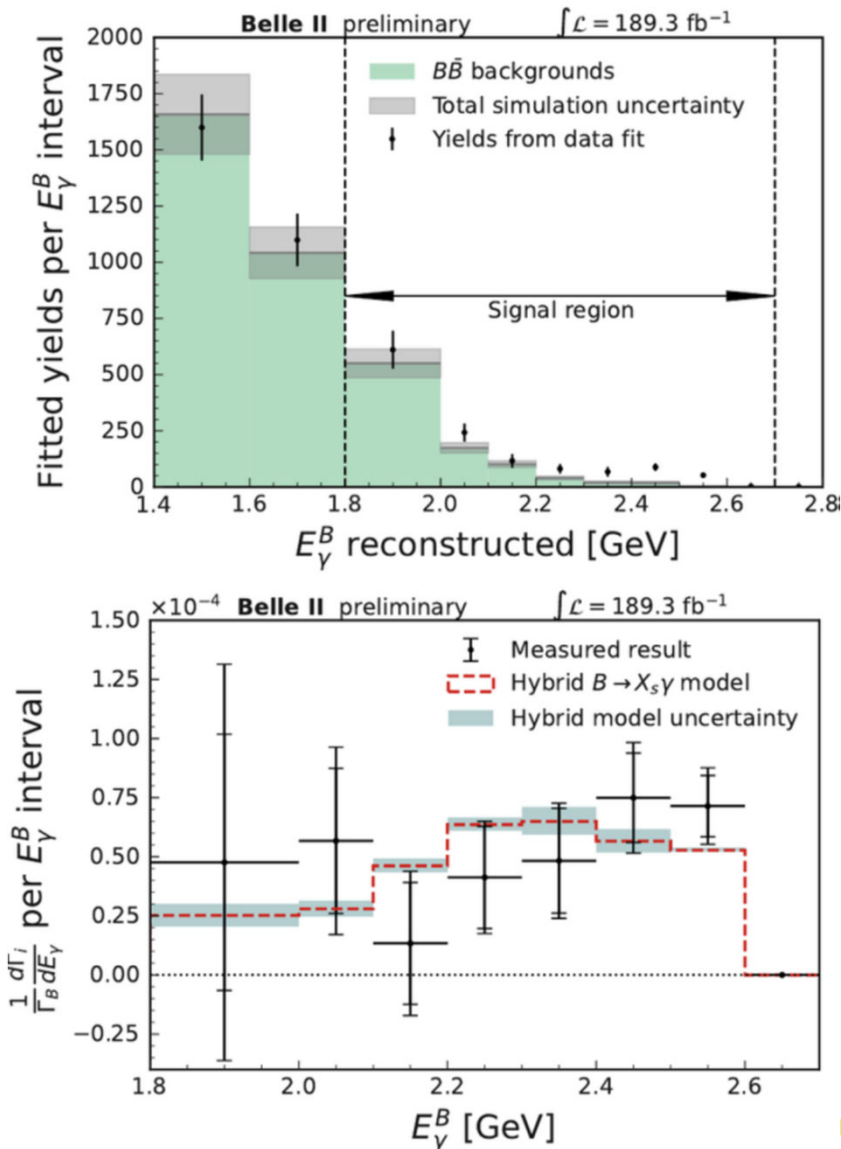 Belle II preliminary ∫ℒ = 189.3 fb⁻¹
2000
1750
1500
1250
1000
750
500
250
0
Fitted yields per E_γ^B interval
BB̄ backgrounds
Total simulation uncertainty
Yields from data fit
Signal region
1.4 1.6 1.8 2.0 2.2 2.4 2.6 2.8
E_γ^B reconstructed [GeV]
×10⁻⁴ Belle II preliminary ∫ℒ = 189.3 fb⁻¹
1.50
1.25
1.00
0.75
0.50
0.25
0.00
−0.25
1/Γ_B dΓ_i/dE_γ per E_γ^B interval
Measured result
Hybrid B → X_sγ model
Hybrid model uncertainty
1.8 2.0 2.2 2.4 2.6
E_γ^B [GeV]